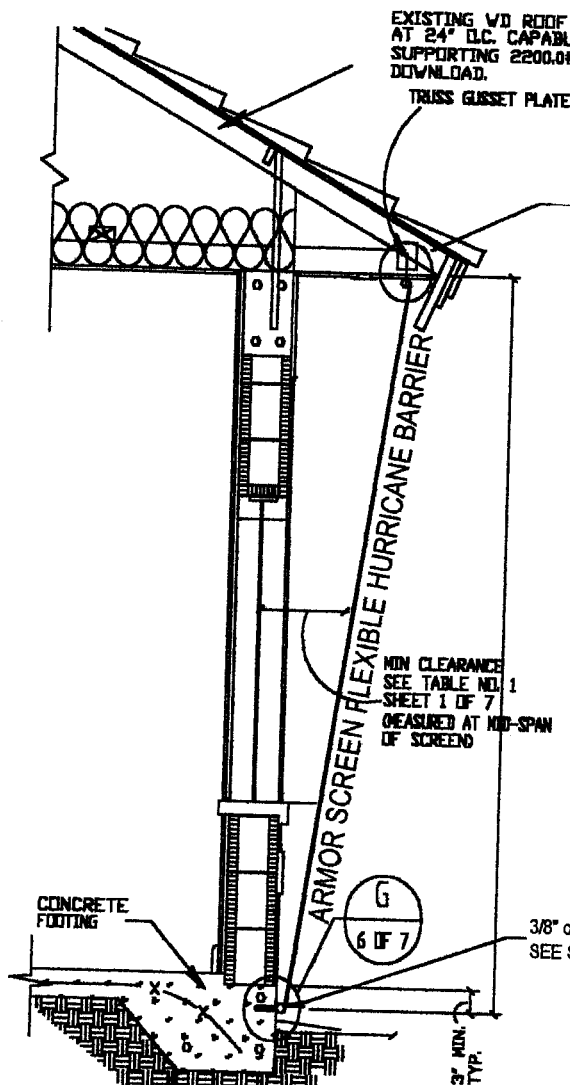 EXISTING WD ROOF
AT 24" O.C. CAPABL
SUPPORTING 2200.0#
DOWNLOAD.
TRUSS GUSSET PLATE
ARMOR SCREEN FLEXIBLE HURRICANE BARRIER
MIN CLEARANCE
SEE TABLE NO. 1
SHEET 1 OF 7
(MEASURED AT MID-SPAN
OF SCREEN)
CONCRETE
FOOTING
G
6 OF 7
3/8"
SEE
3" MIN.
TYP.